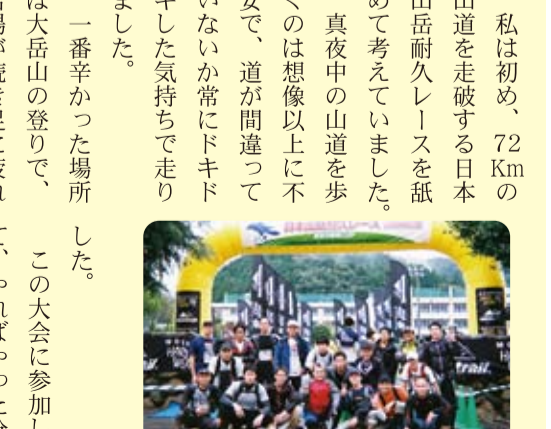 私は初め、72Kmの
山道を走破する日本
山岳耐久レースを舐
めて考えていました。
真夜中の山道を歩
くのは想像以上に不
安で、道が間違って
いないか常にドキド
キした気持ちで走り
ました。
一番辛かった場所
は大岳山の登りで、
した。
この大会に参加し
trail.